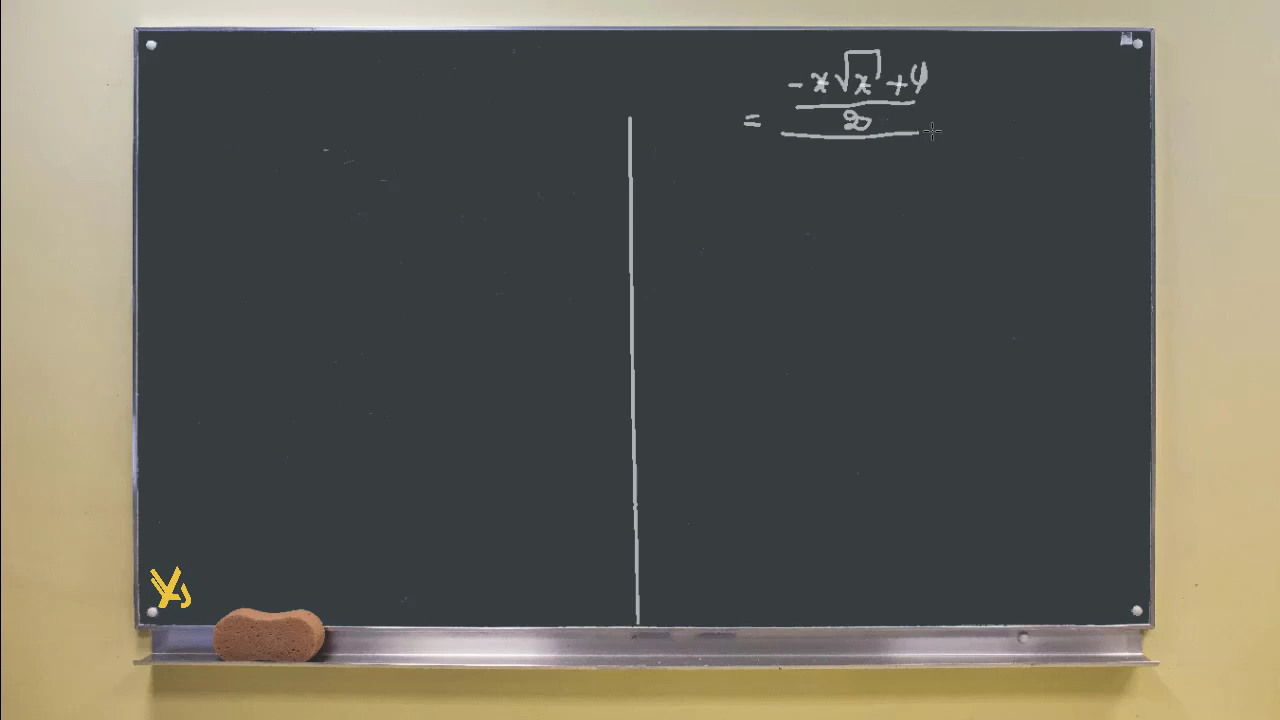 -x√x + 4
= 2